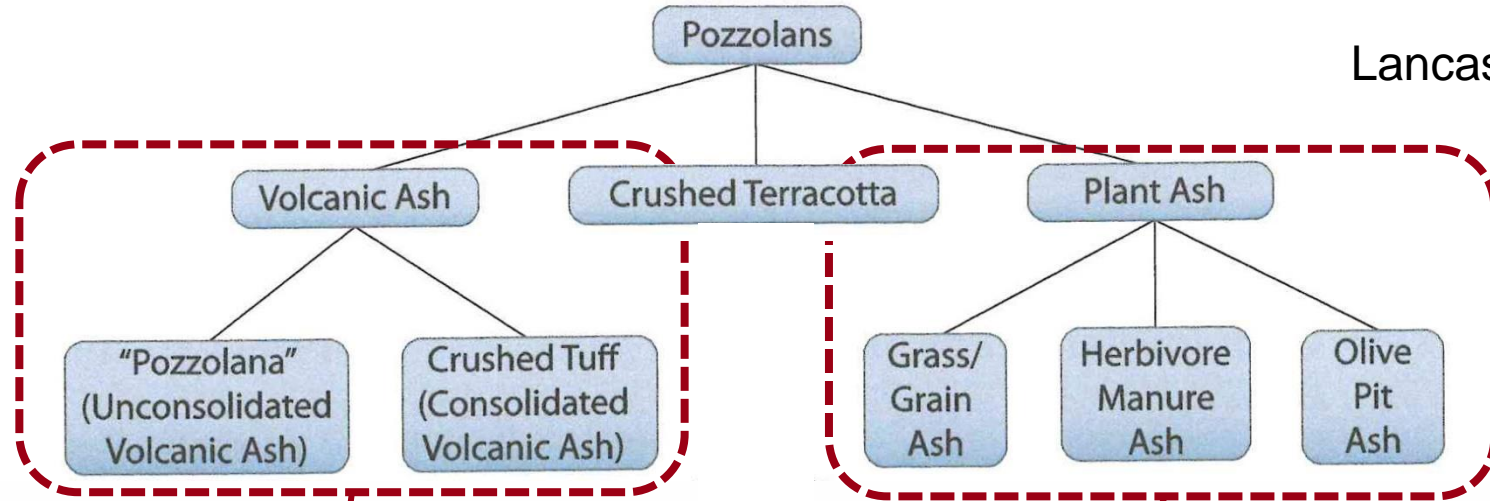 Pozzolans
Lancas
Volcanic Ash
Crushed Terracotta
Plant Ash
"Pozzolana"
(Unconsolidated
Volcanic Ash)
Crushed Tuff
(Consolidated
Volcanic Ash)
Grass/
Grain
Ash
Herbivore
Manure
Ash
Olive
Pit
Ash